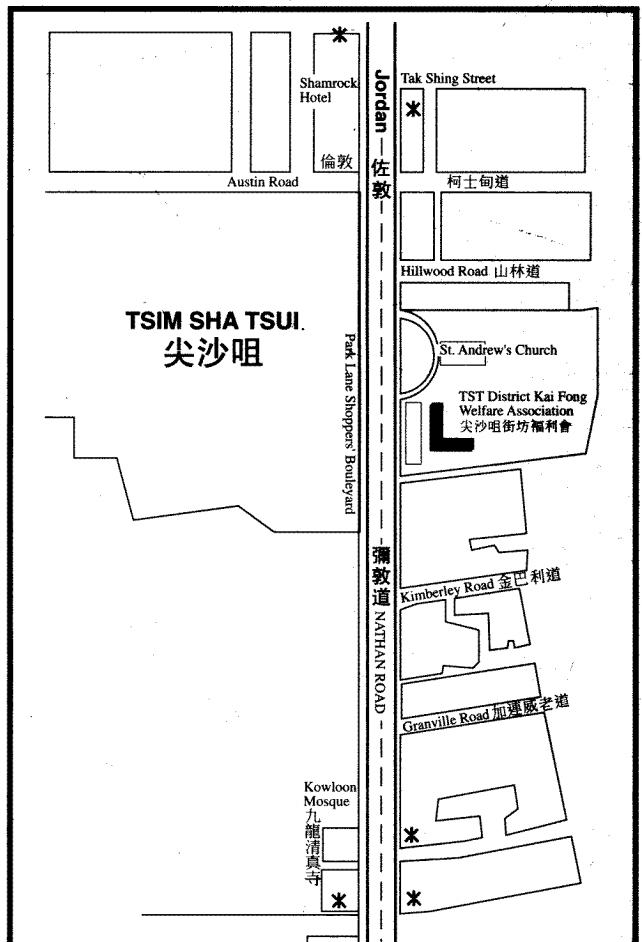 Shamrock
Hotel
倫敦
Jordan
佐敦
Tak Shing Street
Austin Road
柯士甸道
Hillwood Road 山林道
TSIM SHA TSUI
尖沙咀
Park Lane Shoppers' Bouleyard
St. Andrew's Church
TST District Kai Fong
Welfare Association
尖沙咀街坊福利會
彌敦道 NATHAN ROAD
Kimberley Road 金巴利道
Granville Road 加連威老道
Kowloon
Mosque
九龍清真寺